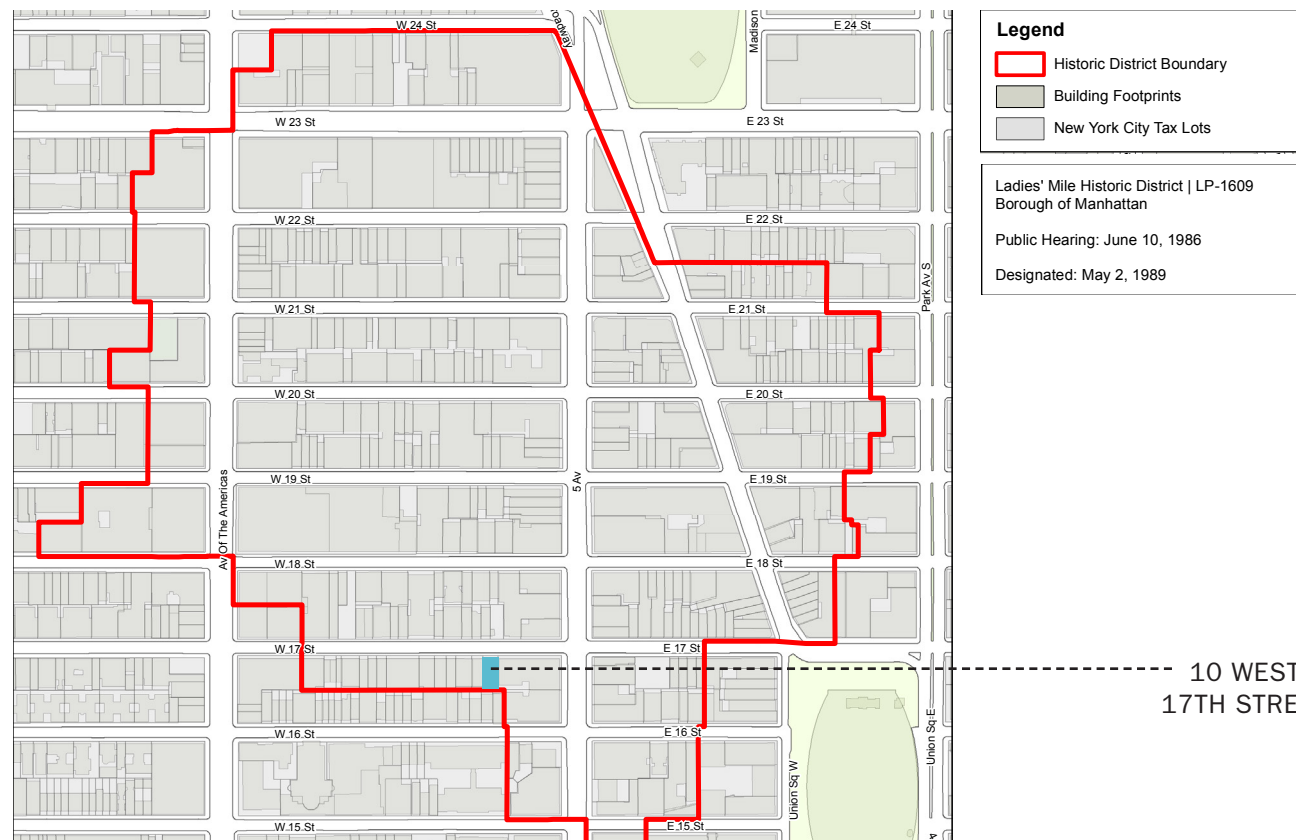 W 24 St
Broadway
Madison
E 24 St
W 23 St
E 23 St
W 22 St
E 22 St
Park Av S
W 21 St
E 21 St
W 20 St
E 20 St
Av Of The Americas
W 19 St
5 Av
E 19 St
W 18 St
E 18 St
W 17 St
E 17 St
W 16 St
E 16 St
Union Sq W
Union Sq E
W 15 St
E 15 St
Legend
Historic District Boundary
Building Footprints
New York City Tax Lots
Ladies' Mile Historic District | LP-1609
Borough of Manhattan
Public Hearing: June 10, 1986
Designated: May 2, 1989
10 WEST
17TH STRE